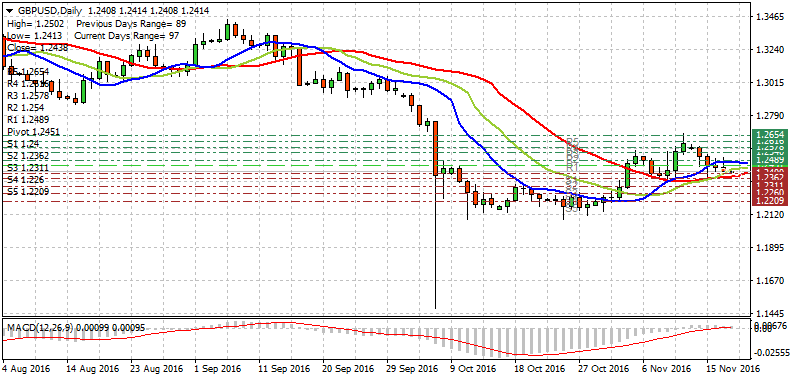 GBPUSD,Daily 1.2408 1.2414 1.2408 1.2414
High= 1.2502 Previous Days Range= 89
Low= 1.2413 Current Days Range= 97
Close= 1.2438
R5 1.2654
R3 1.2578
R2 1.254
R1 1.2489
Pivot 1.2451
S1 1.24
S2 1.2362
S3 1.2311
S4 1.226
S5 1.2209
1.3465
1.3240
1.3015
1.2790
1.2654
1.2489
1.2362
1.2311
1.2260
1.2209
1.2120
1.1895
1.1670
1.1445
MACD(12,26,9) 0.00099 0.00095
0.00676
-0.02555
4 Aug 2016
14 Aug 2016
23 Aug 2016
1 Sep 2016
11 Sep 2016
20 Sep 2016
29 Sep 2016
9 Oct 2016
18 Oct 2016
27 Oct 2016
6 Nov 2016
15 Nov 2016